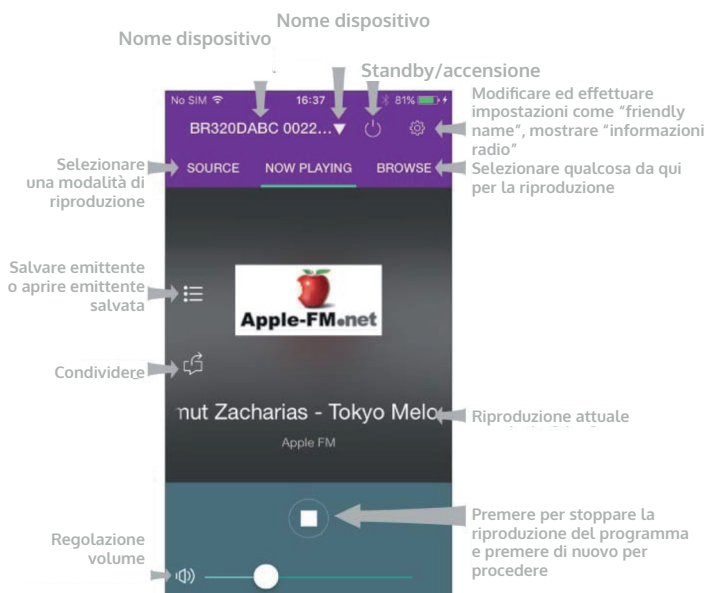 Nome dispositivo
Nome dispositivo
Standby/accensione
Modificare ed effettuare
impostazioni come “friendly
name”, mostrare “informazioni
radio”
No SIM 16:37 81%
BR320DABC 0022...▼
Selezionare
una modalità di
riproduzione
SOURCE NOW PLAYING BROWSE
Selezionare qualcosa da qui
per la riproduzione
Salvare emittente
o aprire emittente
salvata
Apple-FM.net
Condividere
mut Zacharias - Tokyo Melo
Riproduzione attuale
Apple FM
Premere per stoppare la
riproduzione del programma
e premere di nuovo per
procedere
Regolazione
volume